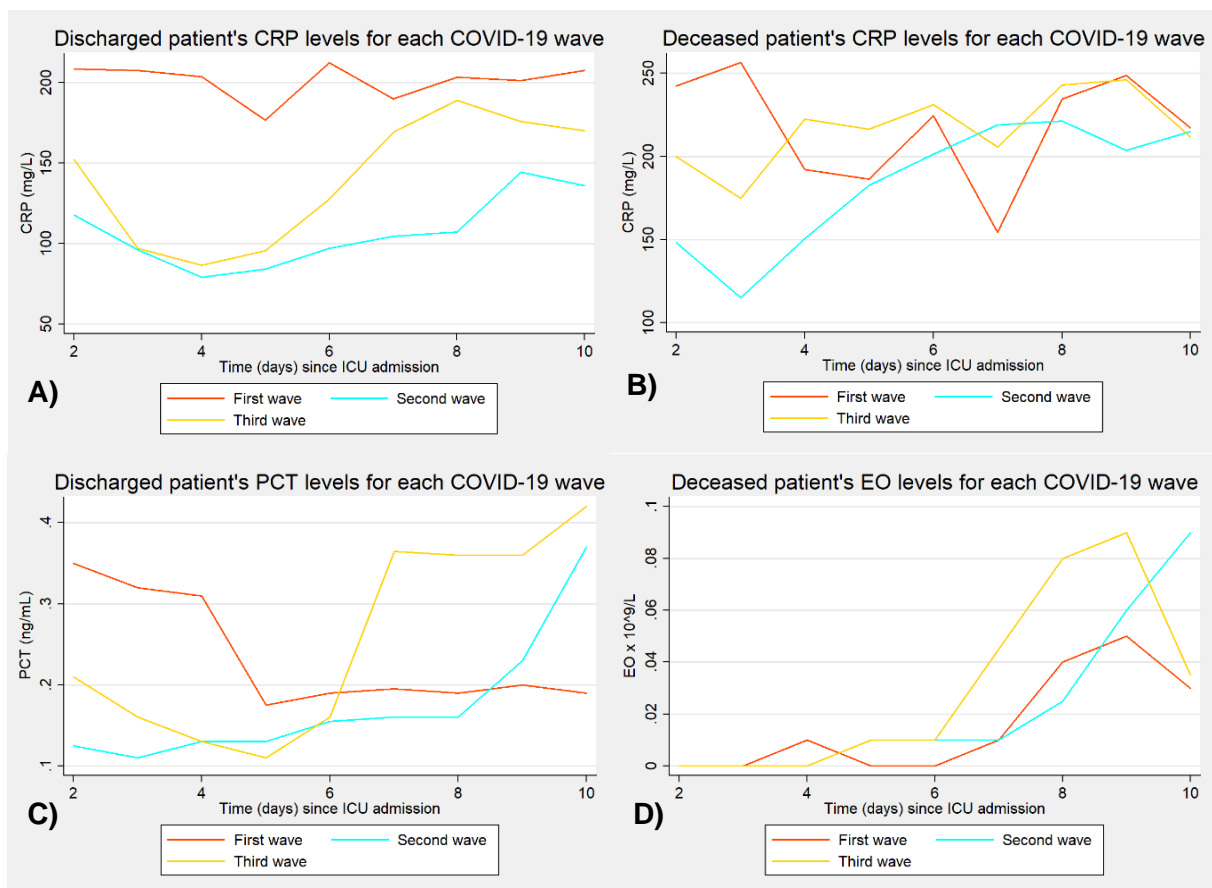 Discharged patient's CRP levels for each COVID-19 wave
CRP (mg/L)
200
150
100
50
2 4 6 8 10
Time (days) since ICU admission
A)
First wave Second wave
Third wave
Deceased patient's CRP levels for each COVID-19 wave
CRP (mg/L)
250
200
150
100
2 4 6 8 10
Time (days) since ICU admission
B)
First wave Second wave
Third wave
Discharged patient's PCT levels for each COVID-19 wave
PCT (ng/mL)
.4
.3
.2
.1
2 4 6 8 10
Time (days) since ICU admission
C)
First wave Second wave
Third wave
Deceased patient's EO levels for each COVID-19 wave
EO x 10^9/L
.1
.08
.06
.04
.02
0
2 4 6 8 10
Time (days) since ICU admission
D)
First wave Second wave
Third wave